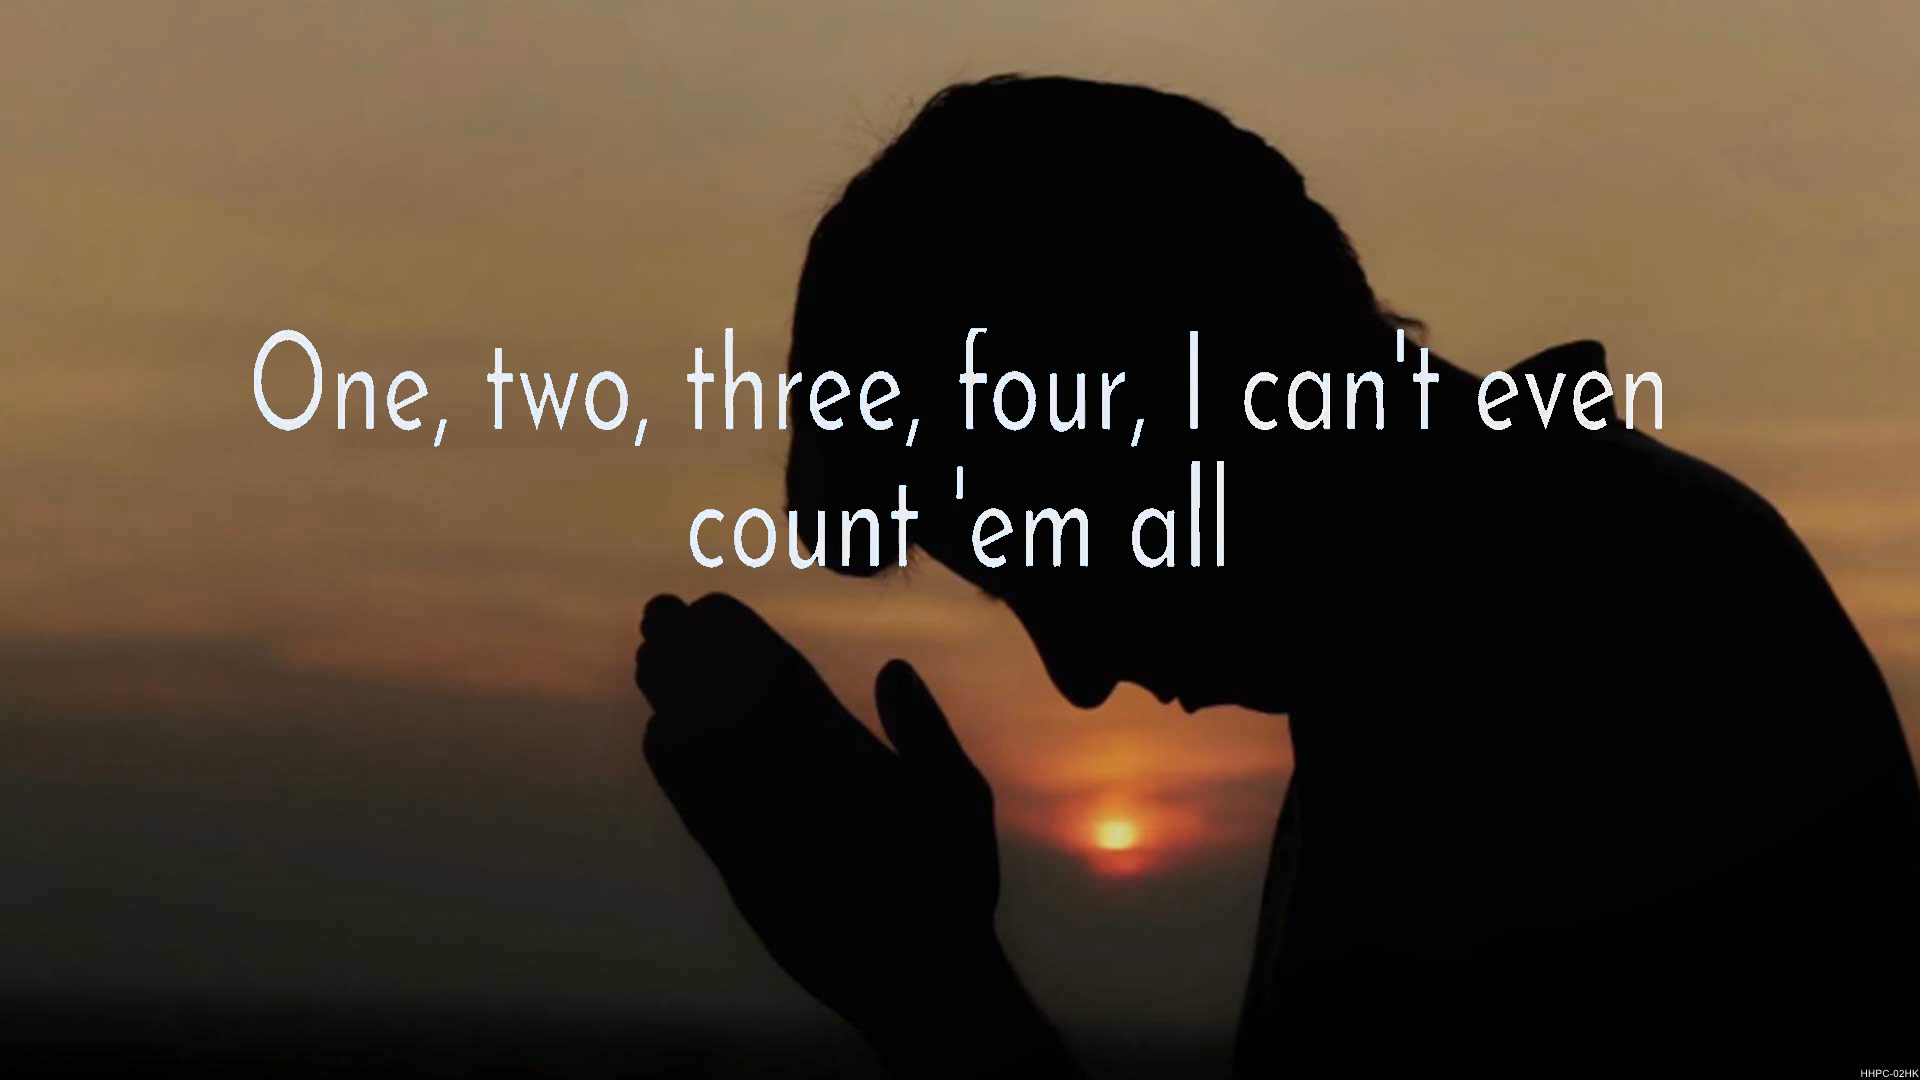 One, two, three, four, I can't even
count 'em all
HHPC-02HK